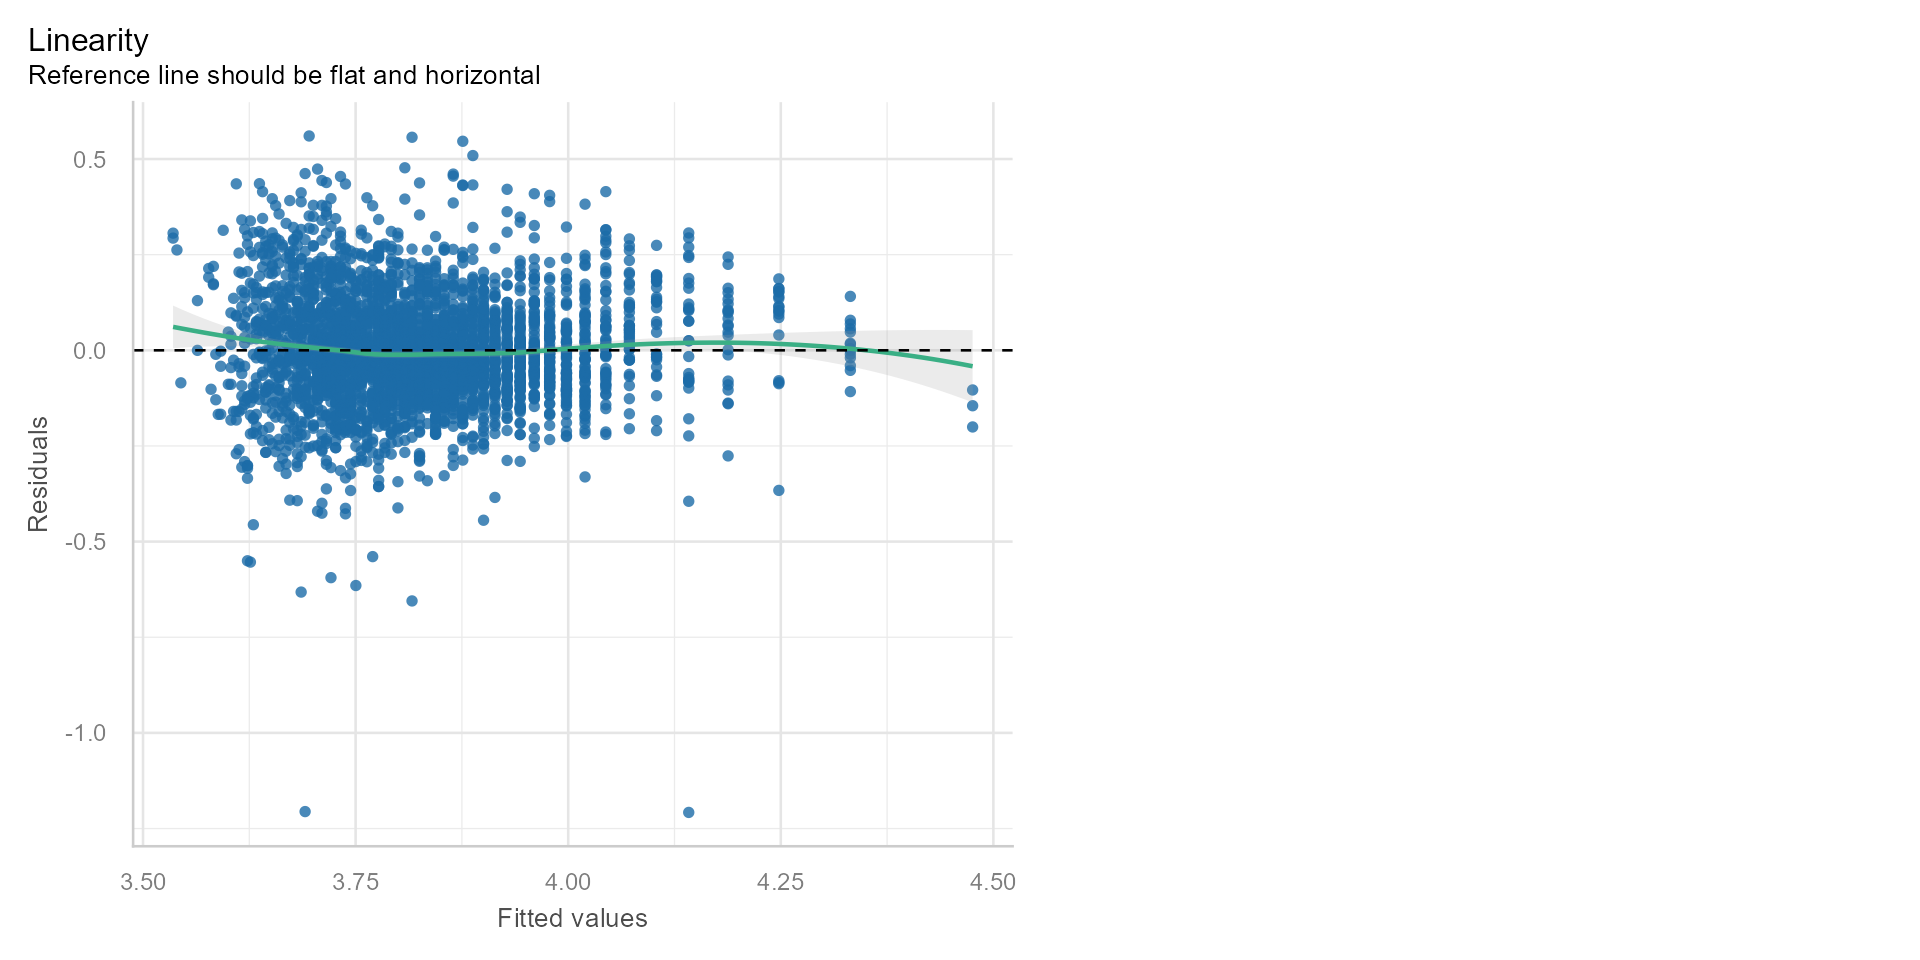 Linearity
Reference line should be flat and horizontal
0.5
0.0
-0.5
-1.0
Residuals
3.50 3.75 4.00 4.25 4.50
Fitted values